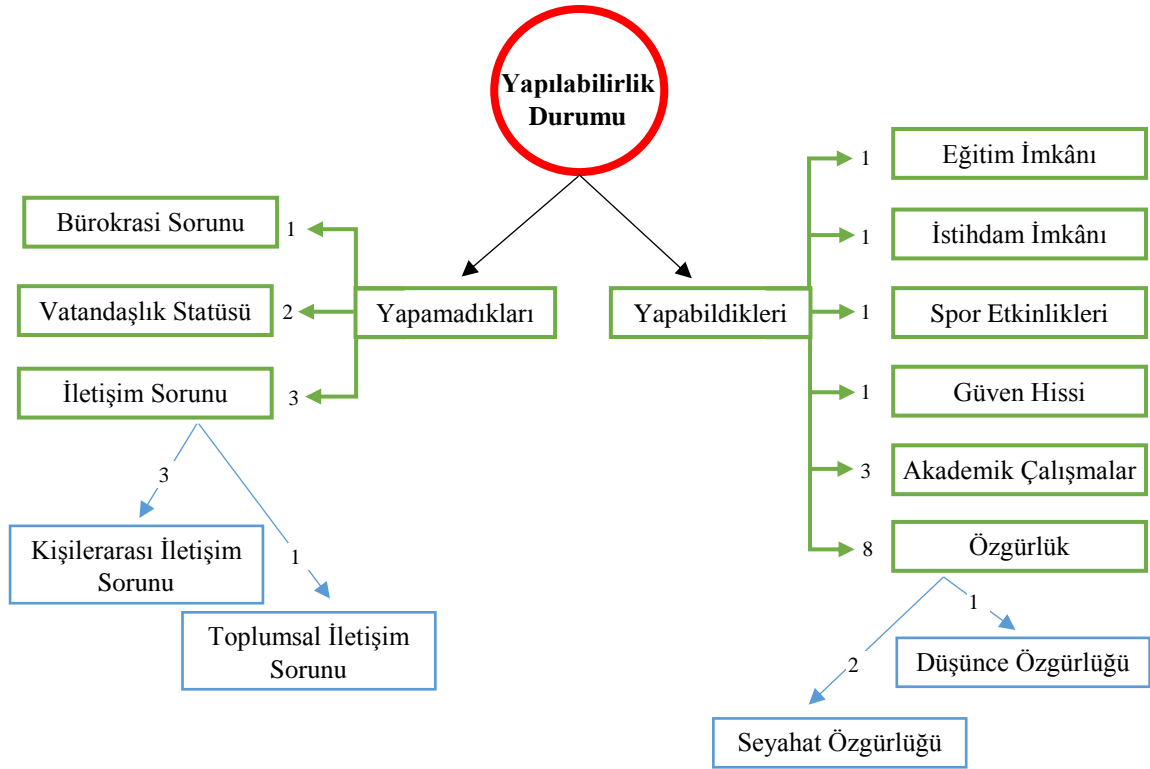 Yapılabilirlik
Durumu
Bürokrasi Sorunu
1
Vatandaşlık Statüsü
2
İletişim Sorunu
3
Yapamadıkları
3
Kişilerarası İletişim
Sorunu
1
Toplumsal İletişim
Sorunu
Yapabildikleri
1
Eğitim İmkânı
1
İstihdam İmkânı
1
Spor Etkinlikleri
1
Güven Hissi
3
Akademik Çalışmalar
8
Özgürlük
1
Düşünce Özgürlüğü
2
Seyahat Özgürlüğü